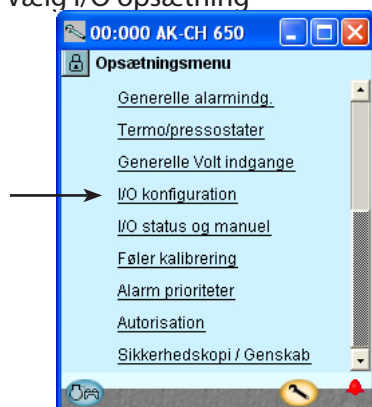 Vælg I/O opsætning
00:000 AK-CH 650
Opsætningsmenu
Generelle alarmindg.
Termo/pressostater
Generelle Volt indgange
I/O konfiguration
I/O status og manuel
Føler kalibrering
Alarm prioriteter
Autorisation
Sikkerhedskopi / Genskab